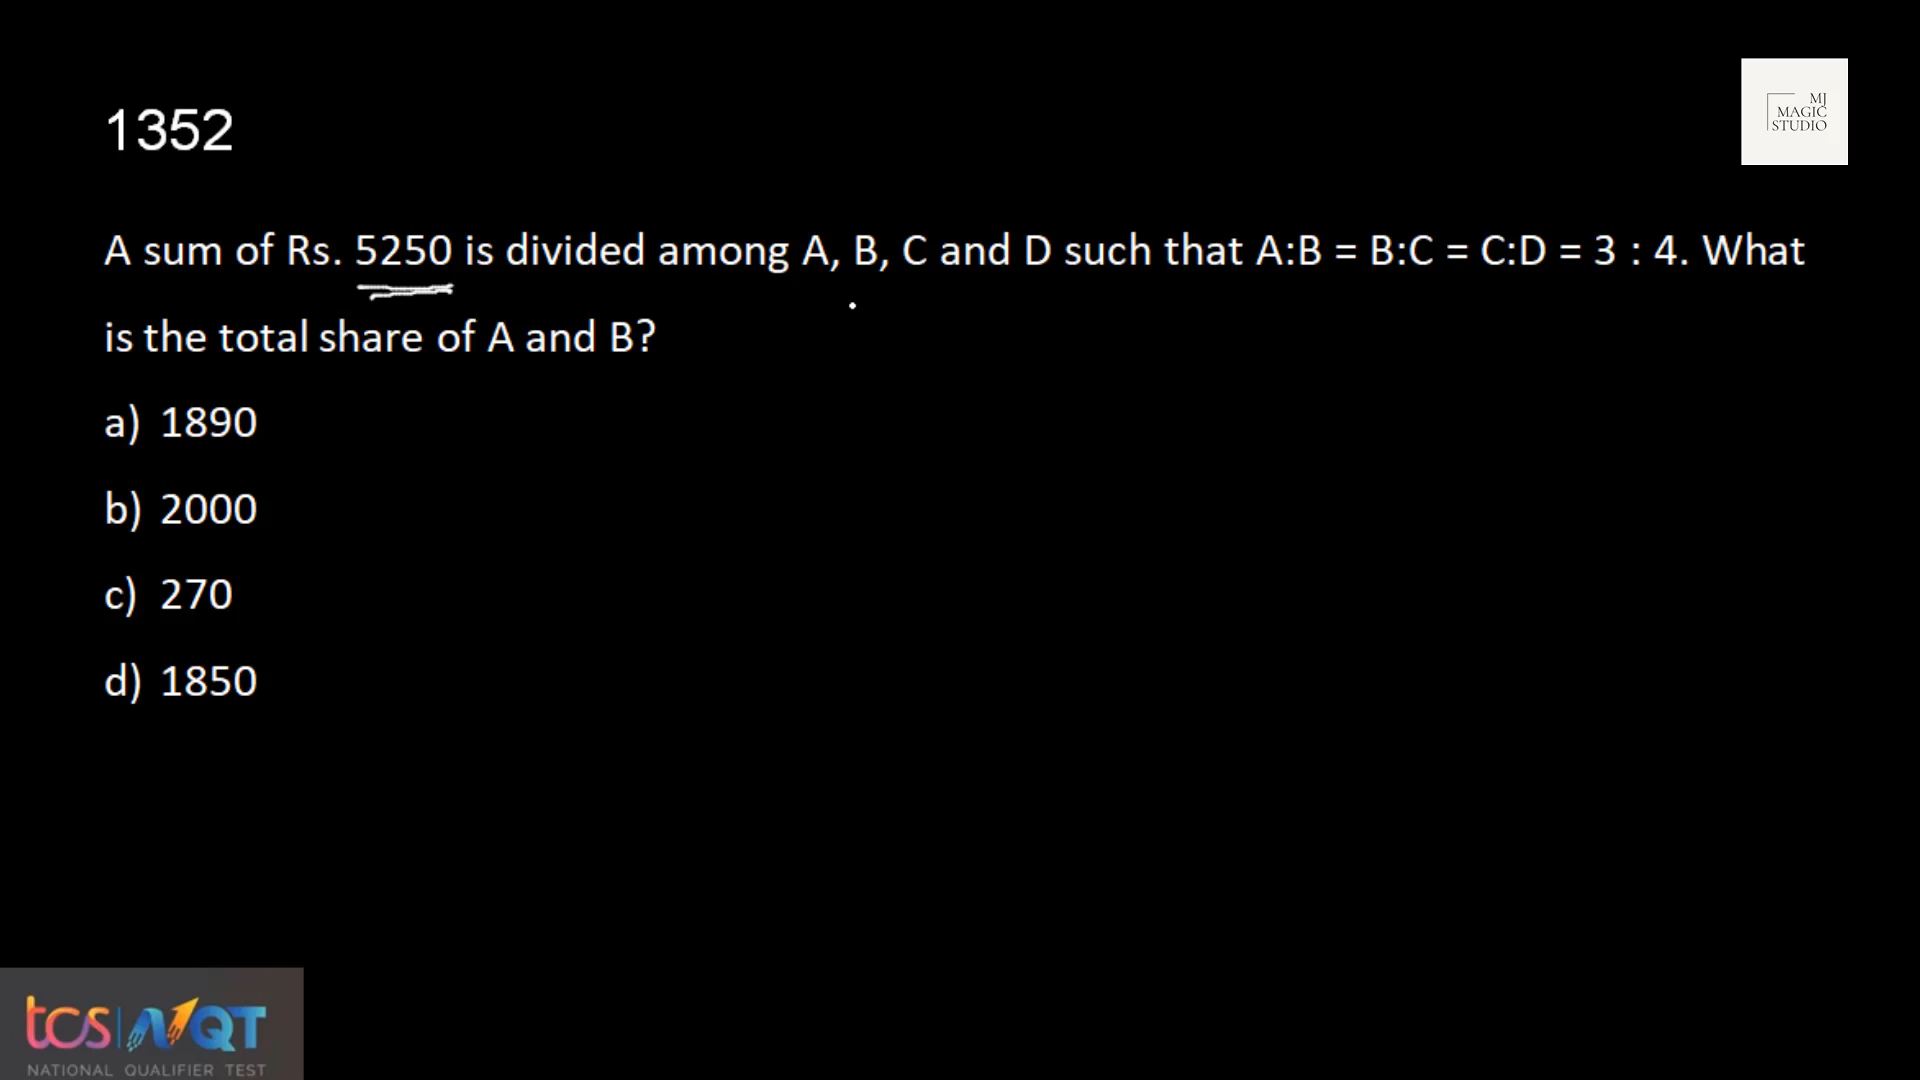 1352
MJ
MAGIC
STUDIO
A sum of Rs. 5250 is divided among A, B, C and D such that A:B = B:C = C:D = 3 : 4. What
is the total share of A and B?
a) 1890
b) 2000
c) 270
d) 1850
tcs|NQT
NATIONAL QUALIFIER TEST